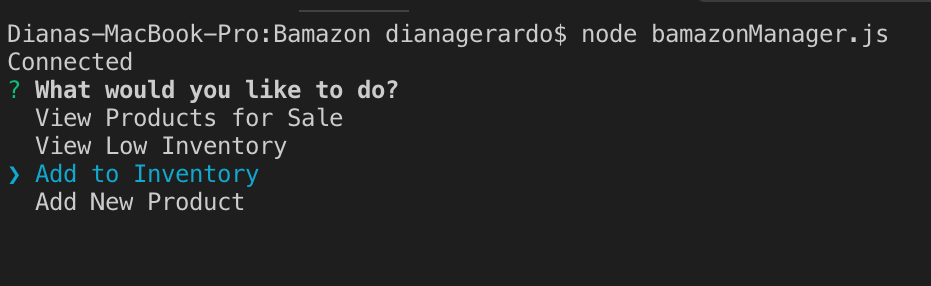 Dianas-MacBook-Pro:Bamazon dianagerardo$ node bamazonManager.js
Connected
? What would you like to do?
View Products for Sale
View Low Inventory
❯ Add to Inventory
Add New Product